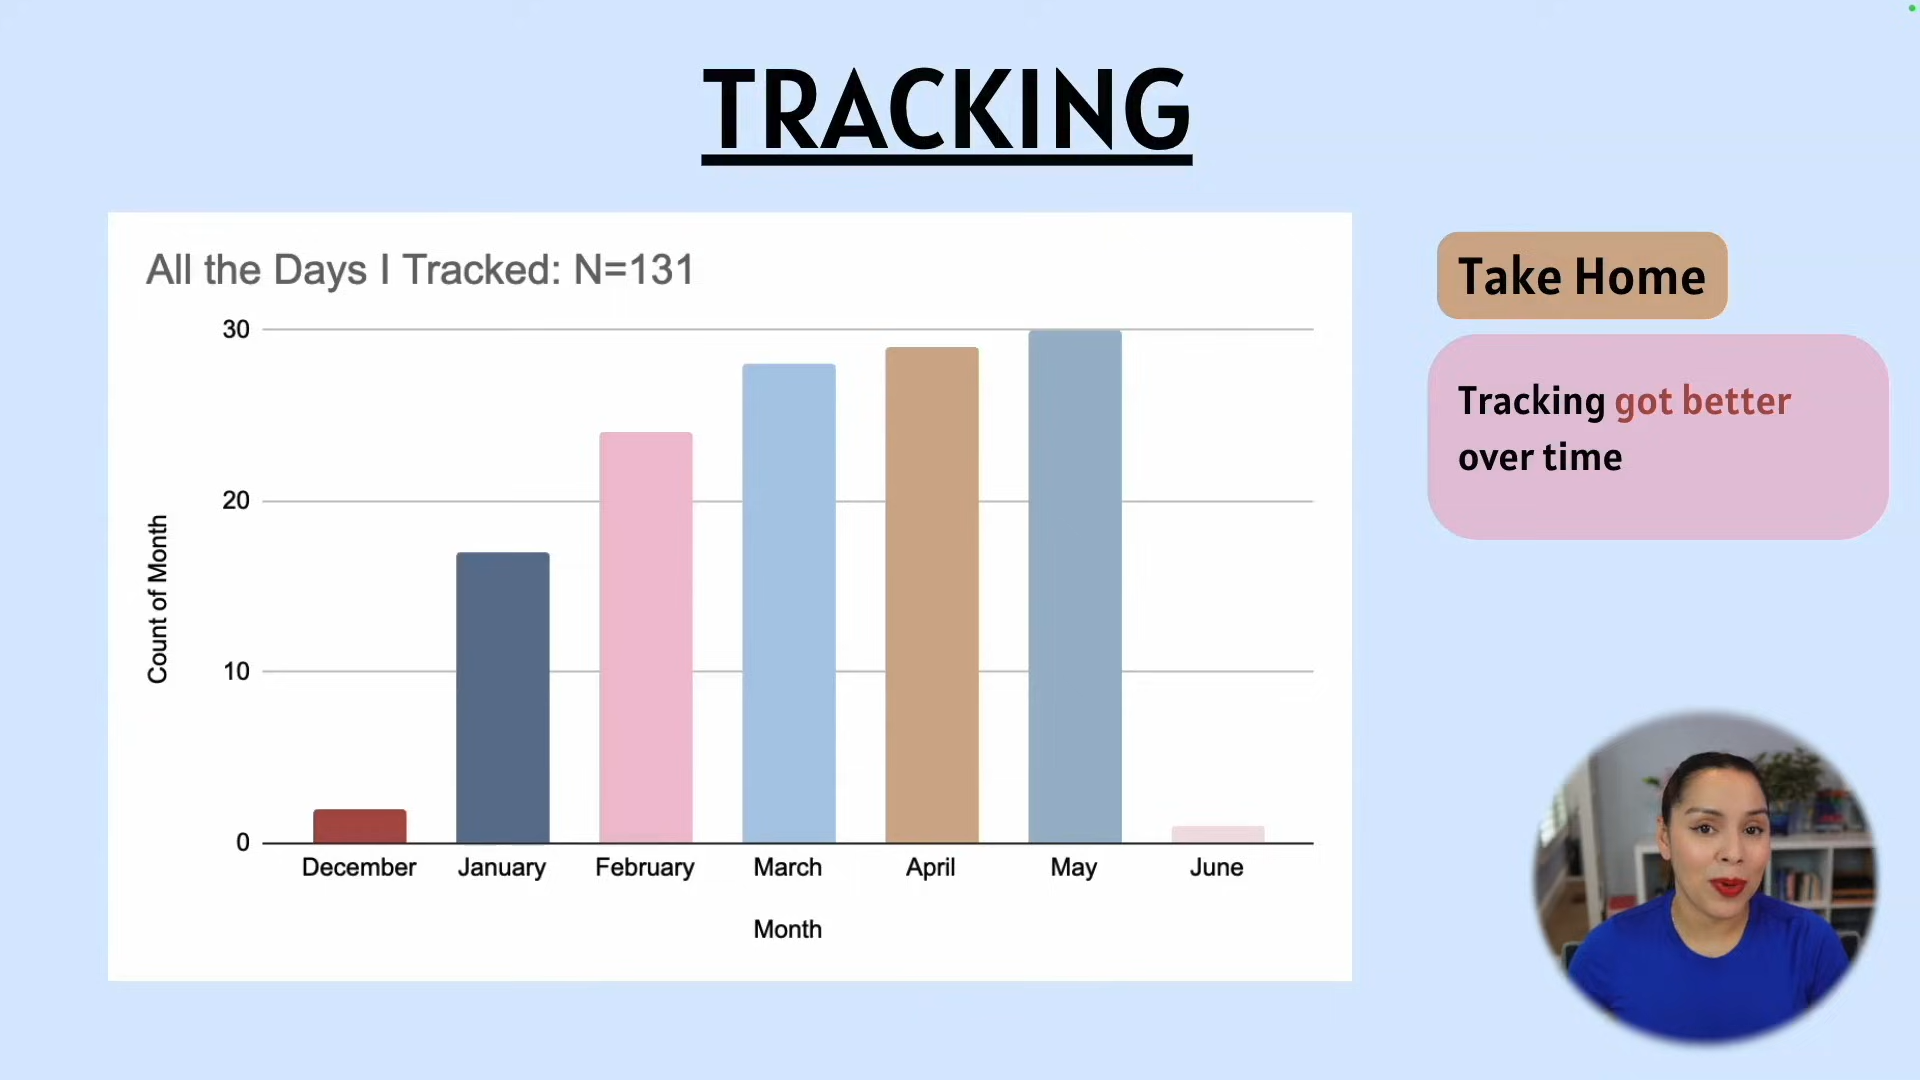 TRACKING
All the Days I Tracked: N=131
30
20
10
0
Count of Month
December January February March April May June
Month
Take Home
Tracking got better
over time